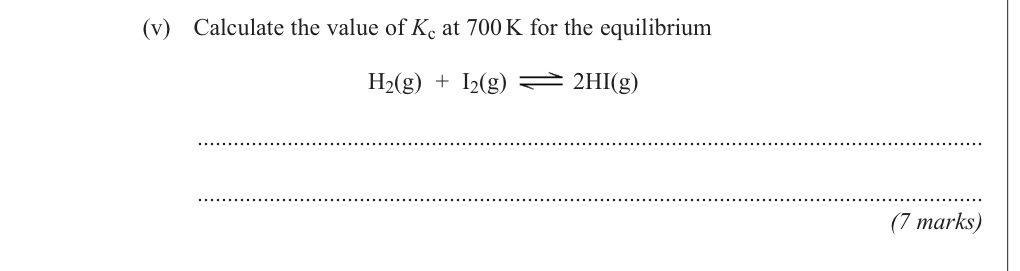 (v) Calculate the value of Kc at 700 K for the equilibrium
H2(g) + I2(g) ⇌ 2HI(g)
..........................................................................................................................................
..........................................................................................................................................
(7 marks)